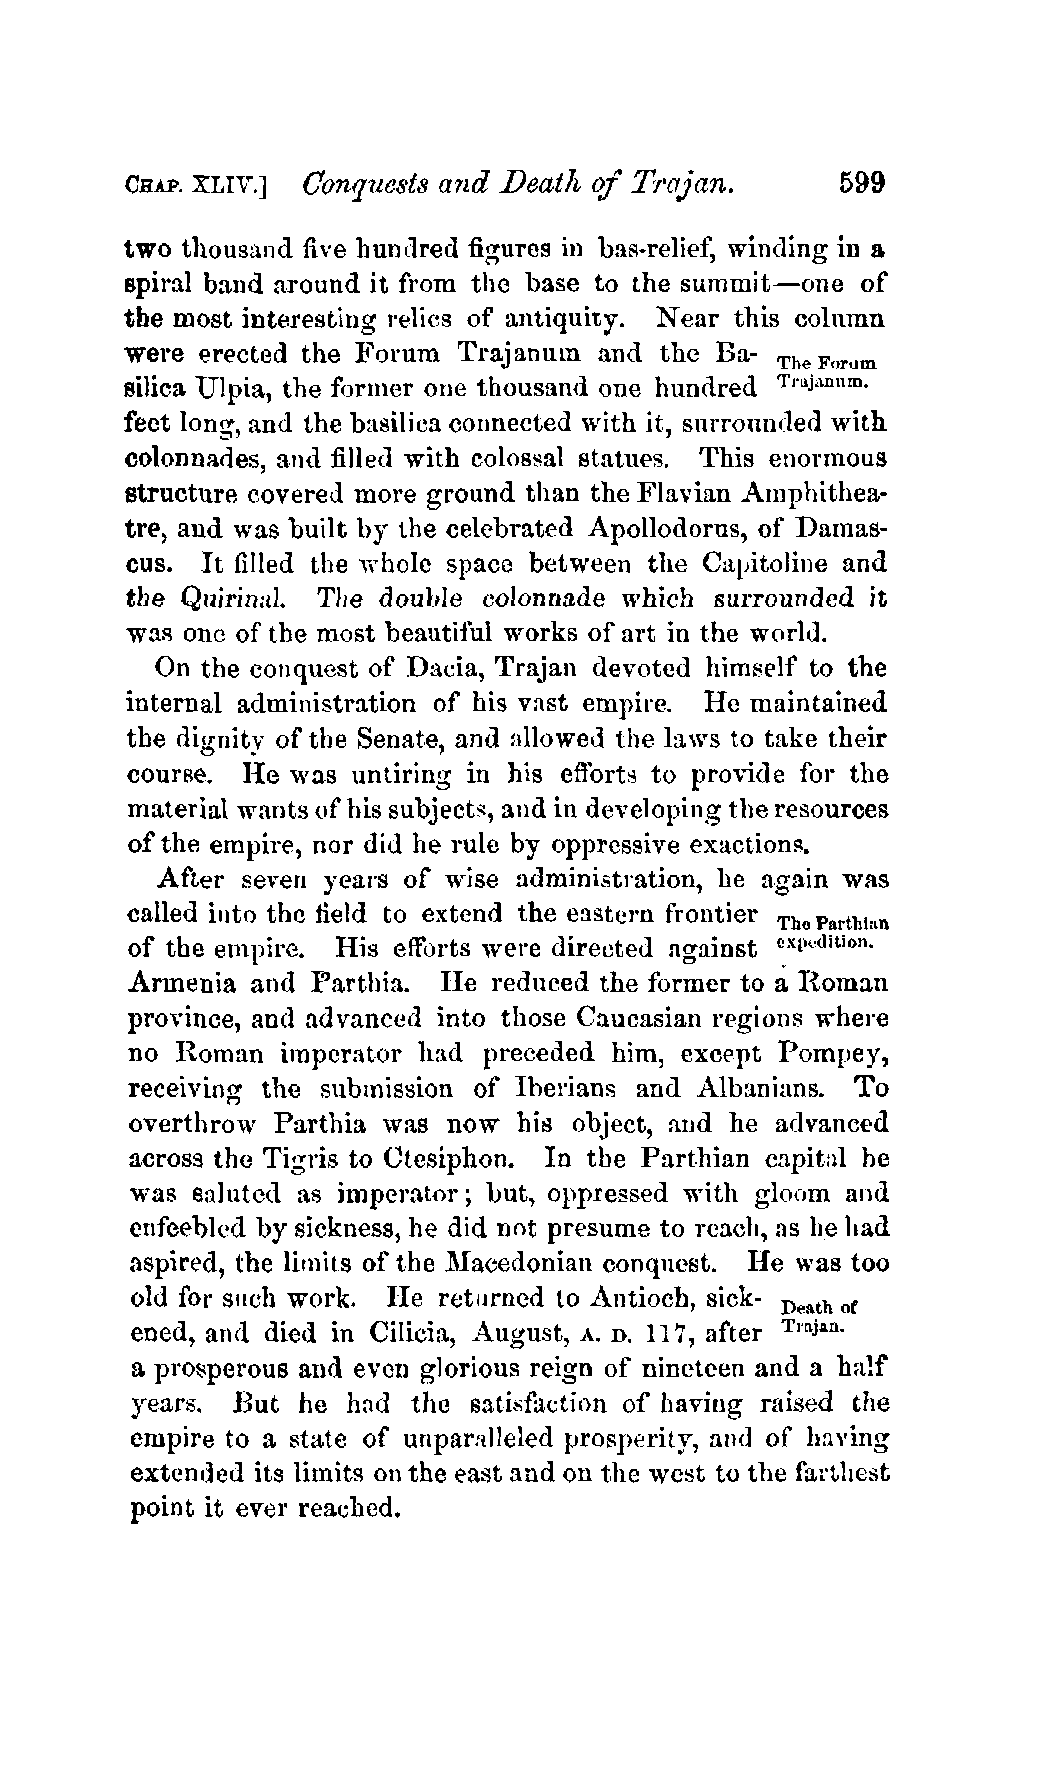 CHAP. XLIV.] Conquests and Death of Trajan. 599
two thousand five hundred figures in bas-relief, winding in a
spiral band around it from the base to the summit—one of
the most interesting relics of antiquity. Near this column
were erected the Forum Trajanum and the Ba- The Forum
silica Ulpia, the former one thousand one hundred Trajanum.
feet long, and the basilica connected with it, surrounded with
colonnades, and filled with colossal statues. This enormous
structure covered more ground than the Flavian Amphithea-
tre, and was built by the celebrated Apollodorus, of Damas-
cus. It filled the whole space between the Capitoline and
the Quirinal. The double colonnade which surrounded it
was one of the most beautiful works of art in the world.
On the conquest of Dacia, Trajan devoted himself to the
internal administration of his vast empire. He maintained
the dignity of the Senate, and allowed the laws to take their
course. He was untiring in his efforts to provide for the
material wants of his subjects, and in developing the resources
of the empire, nor did he rule by oppressive exactions.
After seven years of wise administration, he again was
called into the field to extend the eastern frontier The Parthian
of the empire. His efforts were directed against expedition.
Armenia and Parthia. He reduced the former to a Roman
province, and advanced into those Caucasian regions where
no Roman imperator had preceded him, except Pompey,
receiving the submission of Iberians and Albanians. To
overthrow Parthia was now his object, and he advanced
across the Tigris to Ctesiphon. In the Parthian capital he
was saluted as imperator; but, oppressed with gloom and
enfeebled by sickness, he did not presume to reach, as he had
aspired, the limits of the Macedonian conquest. He was too
old for such work. He returned to Antioch, sick- Death of
ened, and died in Cilicia, August, A. D. 117, after Trajan.
a prosperous and even glorious reign of nineteen and a half
years. But he had the satisfaction of having raised the
empire to a state of unparalleled prosperity, and of having
extended its limits on the east and on the west to the farthest
point it ever reached.